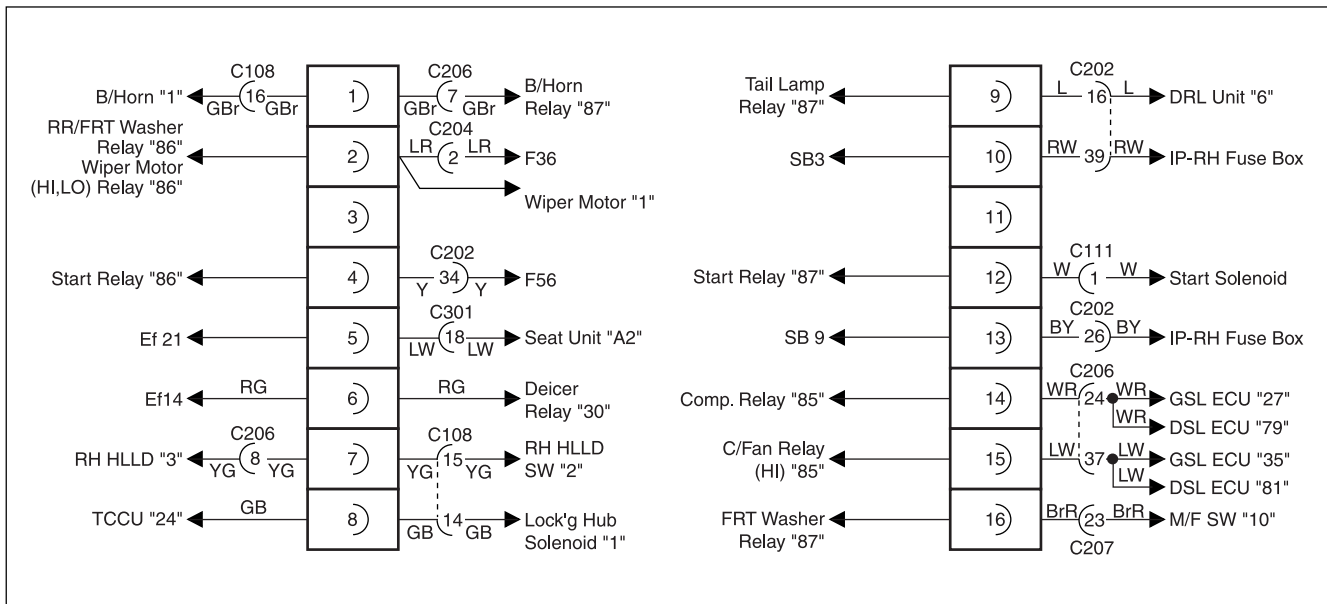 C108
C206
B/Horn "1"
GBr
16
GBr
1
GBr
7
GBr
B/Horn
Relay "87"
RR/FRT Washer
Relay "86"
Wiper Motor
(HI,LO) Relay "86"
2
C204
LR
2
LR
F36
Wiper Motor "1"
3
Start Relay "86"
4
C202
Y
34
Y
F56
Ef 21
5
C301
LW
18
LW
Seat Unit "A2"
Ef14
RG
6
RG
Deicer
Relay "30"
RH HLLD "3"
C206
YG
8
YG
7
C108
YG
15
YG
RH HLLD
SW "2"
TCCU "24"
GB
8
GB
14
GB
Lock'g Hub
Solenoid "1"
Tail Lamp
Relay "87"
9
C202
L
16
L
DRL Unit "6"
SB3
10
RW
39
RW
IP-RH Fuse Box
11
Start Relay "87"
12
C111
W
1
W
Start Solenoid
SB 9
13
C202
BY
26
BY
IP-RH Fuse Box
Comp. Relay "85"
14
C206
WR
24
WR
GSL ECU "27"
WR
DSL ECU "79"
C/Fan Relay
(HI) "85"
15
LW
37
LW
GSL ECU "35"
LW
DSL ECU "81"
FRT Washer
Relay "87"
16
BrR
23
BrR
M/F SW "10"
C207